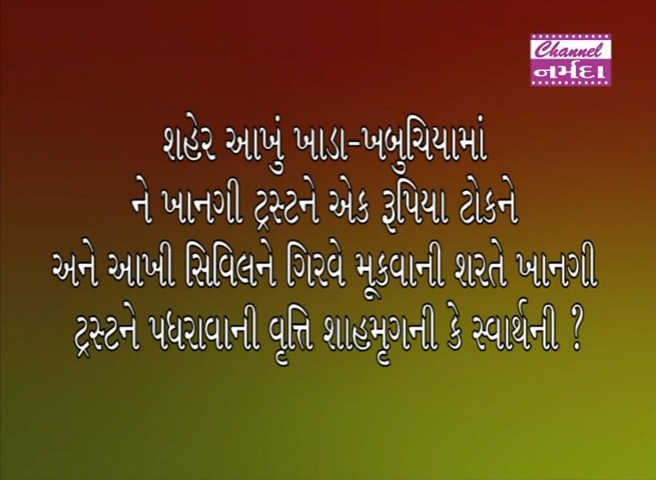 Channel
નર્મદા
શહેર આખું ખાડા-ખબુચિયામાં
ને ખાનગી ટ્રસ્ટને એક રૂપિયા ટોકને
અને આખી સિવિલને ગિરવે મૂકવાની શરતે ખાનગી
ટ્રસ્ટને પધરાવાની વૃત્તિ શાહમૃગની કે સ્વાર્થની ?